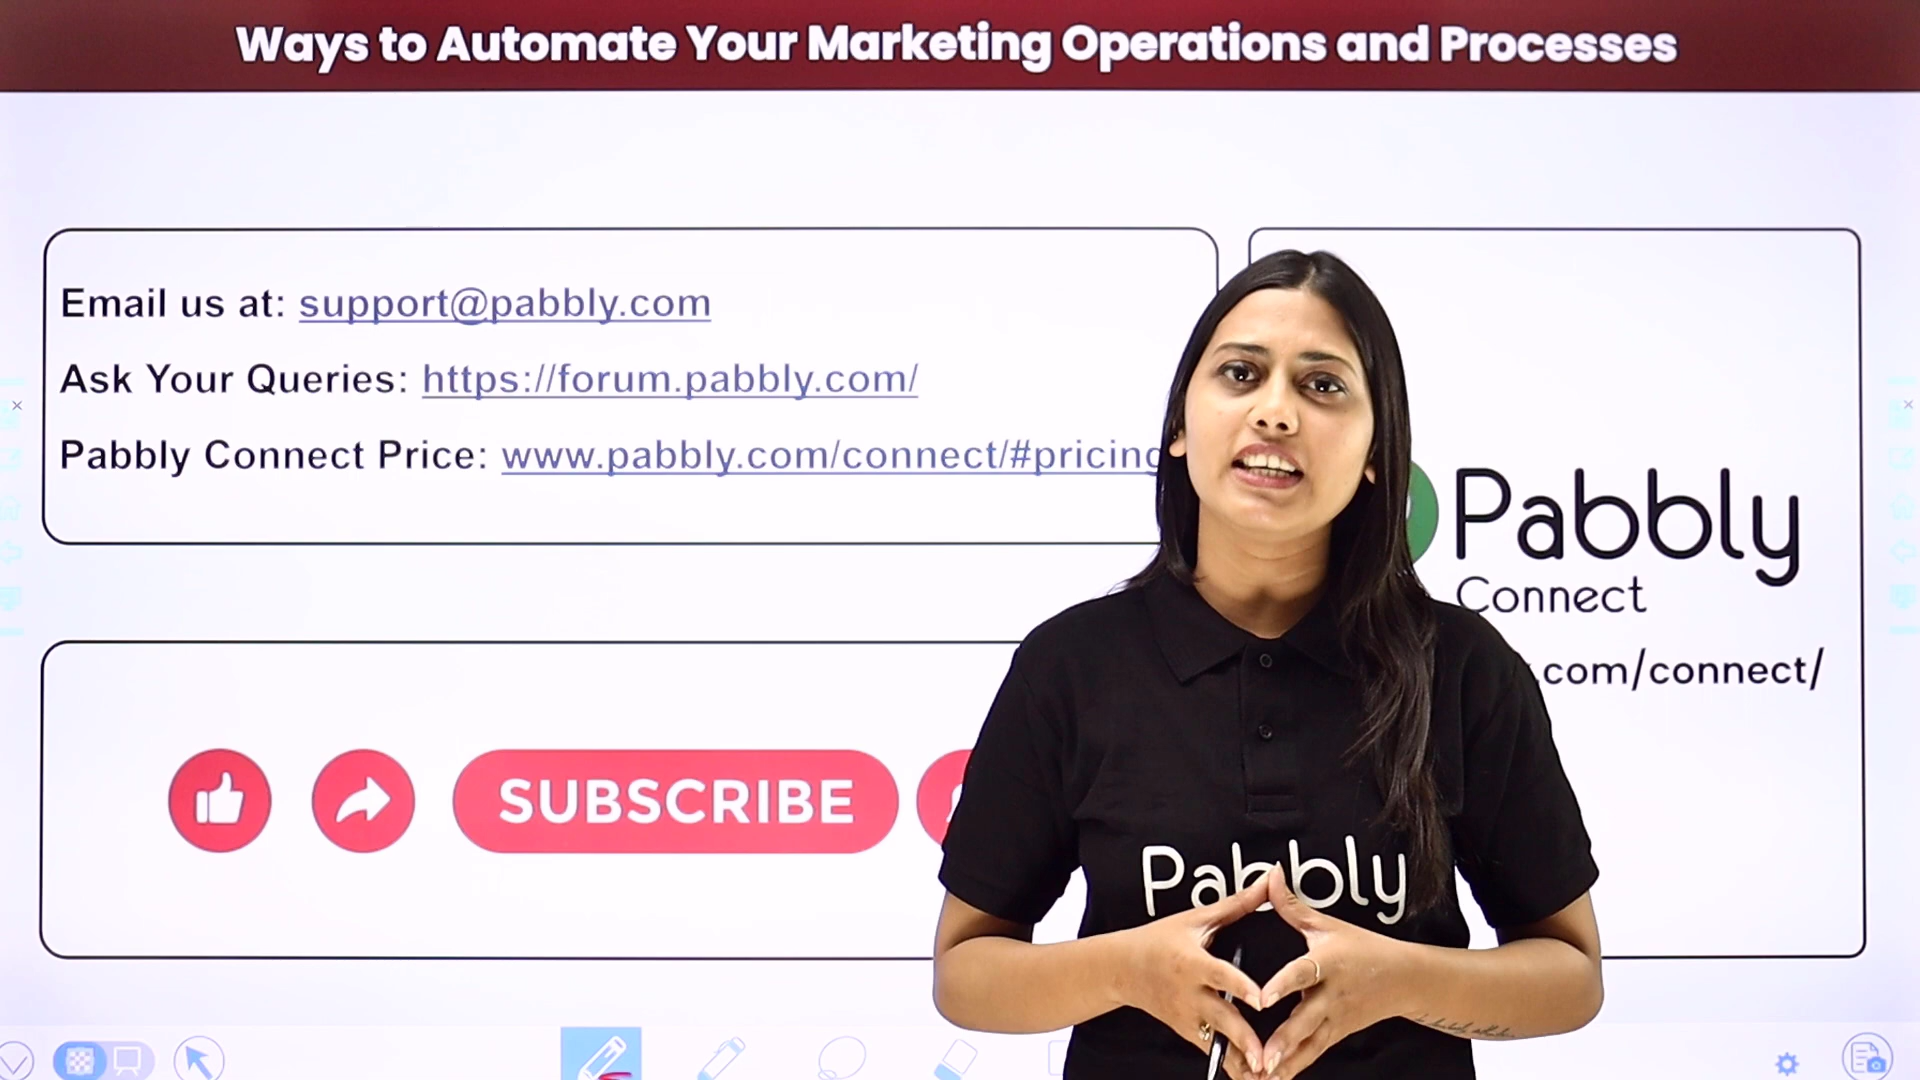 Ways to Automate Your Marketing Operations and Processes
Email us at: support@pabbly.com
Ask Your Queries: https://forum.pabbly.com/
Pabbly Connect Price: www.pabbly.com/connect/#pricing
Pabbly
Connect
.com/connect/
SUBSCRIBE
Pabbly